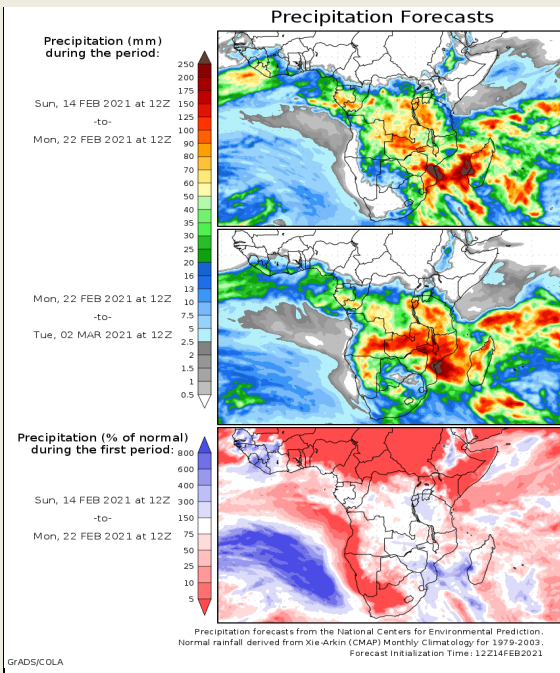 Precipitation Forecasts
Precipitation (mm)
during the period:
Sun, 14 FEB 2021 at 12Z
-to-
Mon, 22 FEB 2021 at 12Z
250
200
175
150
125
100
90
80
70
60
50
40
35
30
25
20
16
13
10
7.5
5
2.5
2
1.5
1
0.5
Mon, 22 FEB 2021 at 12Z
-to-
Tue, 02 MAR 2021 at 12Z
Precipitation (% of normal)
during the first period:
Sun, 14 FEB 2021 at 12Z
-to-
Mon, 22 FEB 2021 at 12Z
800
600
400
300
150
75
50
25
10
5
Precipitation forecasts from the National Centers for Environmental Prediction.
Normal rainfall derived from Xie-Arkin (CMAP) Monthly Climatology for 1979-2003.
Forecast Initialization Time: 12Z14FEB2021
GrADS/COLA